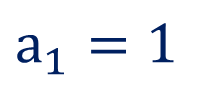 a₁ = 1